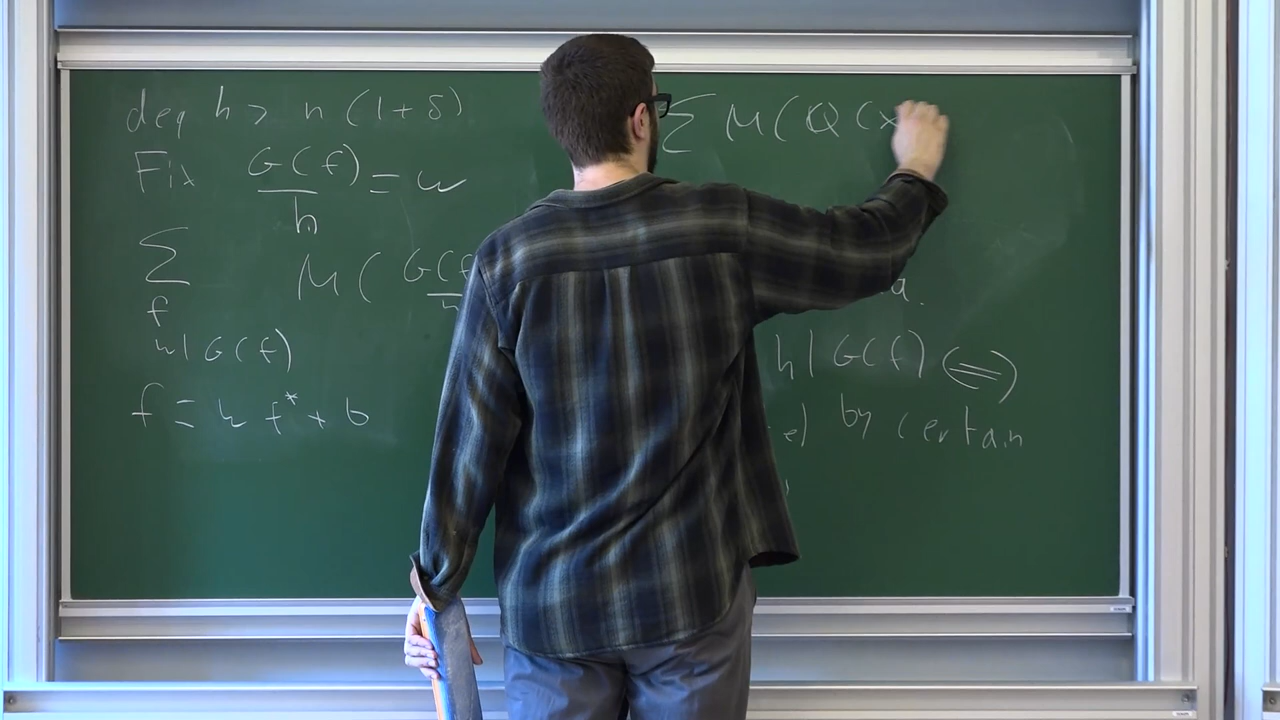 deg h > n (1+δ)
Fix G(f)/h = w
∑ M ( G(f
f
w | G(f)
f = w f* + b
∑ M ( Q (x
a.
h | G(f) (⟺)
by certain